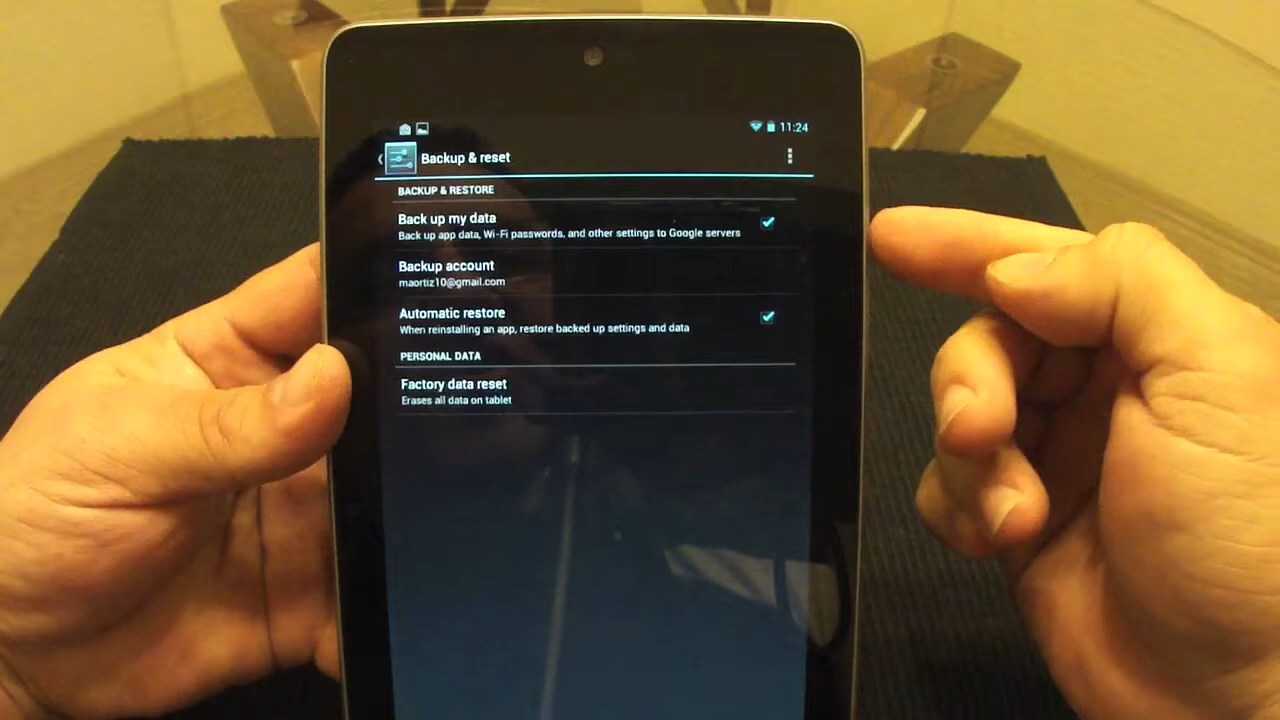 11:24
Backup & reset
BACKUP & RESTORE
Back up my data
Back up app data, Wi-Fi passwords, and other settings to Google servers
Backup account
maortiz10@gmail.com
Automatic restore
When reinstalling an app, restore backed up settings and data
PERSONAL DATA
Factory data reset
Erases all data on tablet